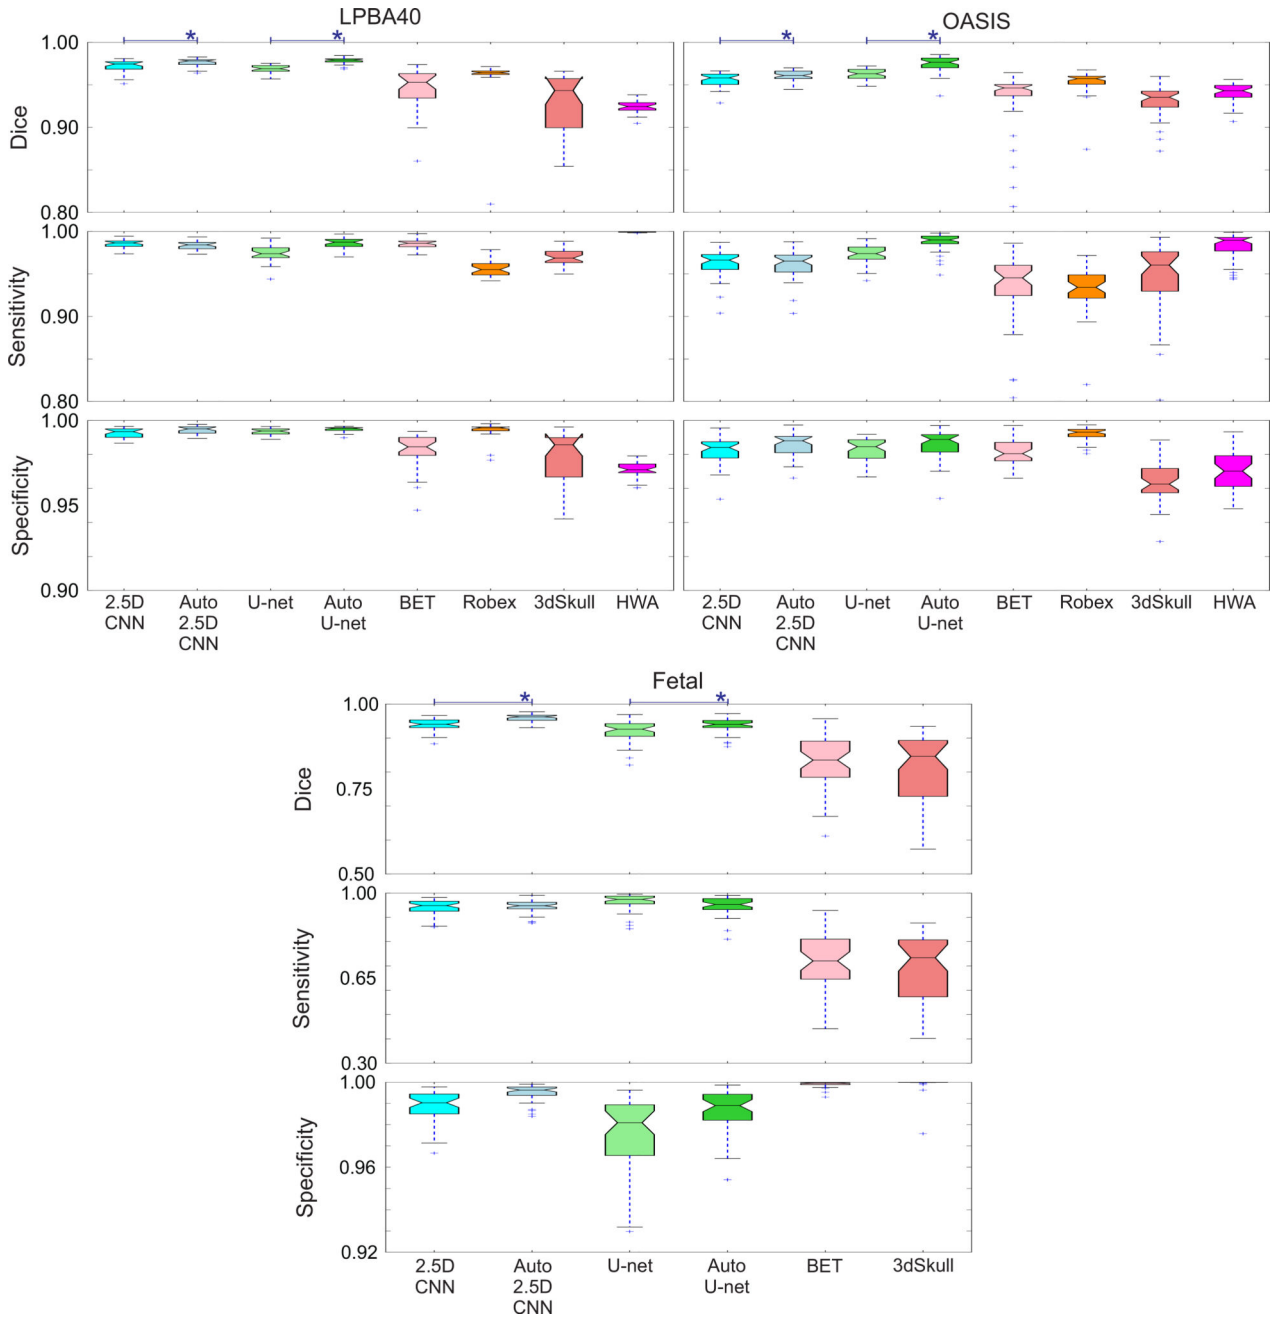 LPBA40
OASIS
* * * *
1.00
Dice
0.90
0.80
1.00
Sensitivity
0.90
0.80
1.00
Specificity
0.95
0.90
2.5D Auto U-net Auto BET Robex 3dSkull HWA
CNN 2.5D U-net
CNN
2.5D Auto U-net Auto BET Robex 3dSkull HWA
CNN 2.5D U-net
CNN
Fetal
* *
1.00
Dice
0.75
0.50
1.00
Sensitivity
0.65
0.30
1.00
Specificity
0.96
0.92
2.5D Auto U-net Auto BET 3dSkull
CNN 2.5D U-net
CNN